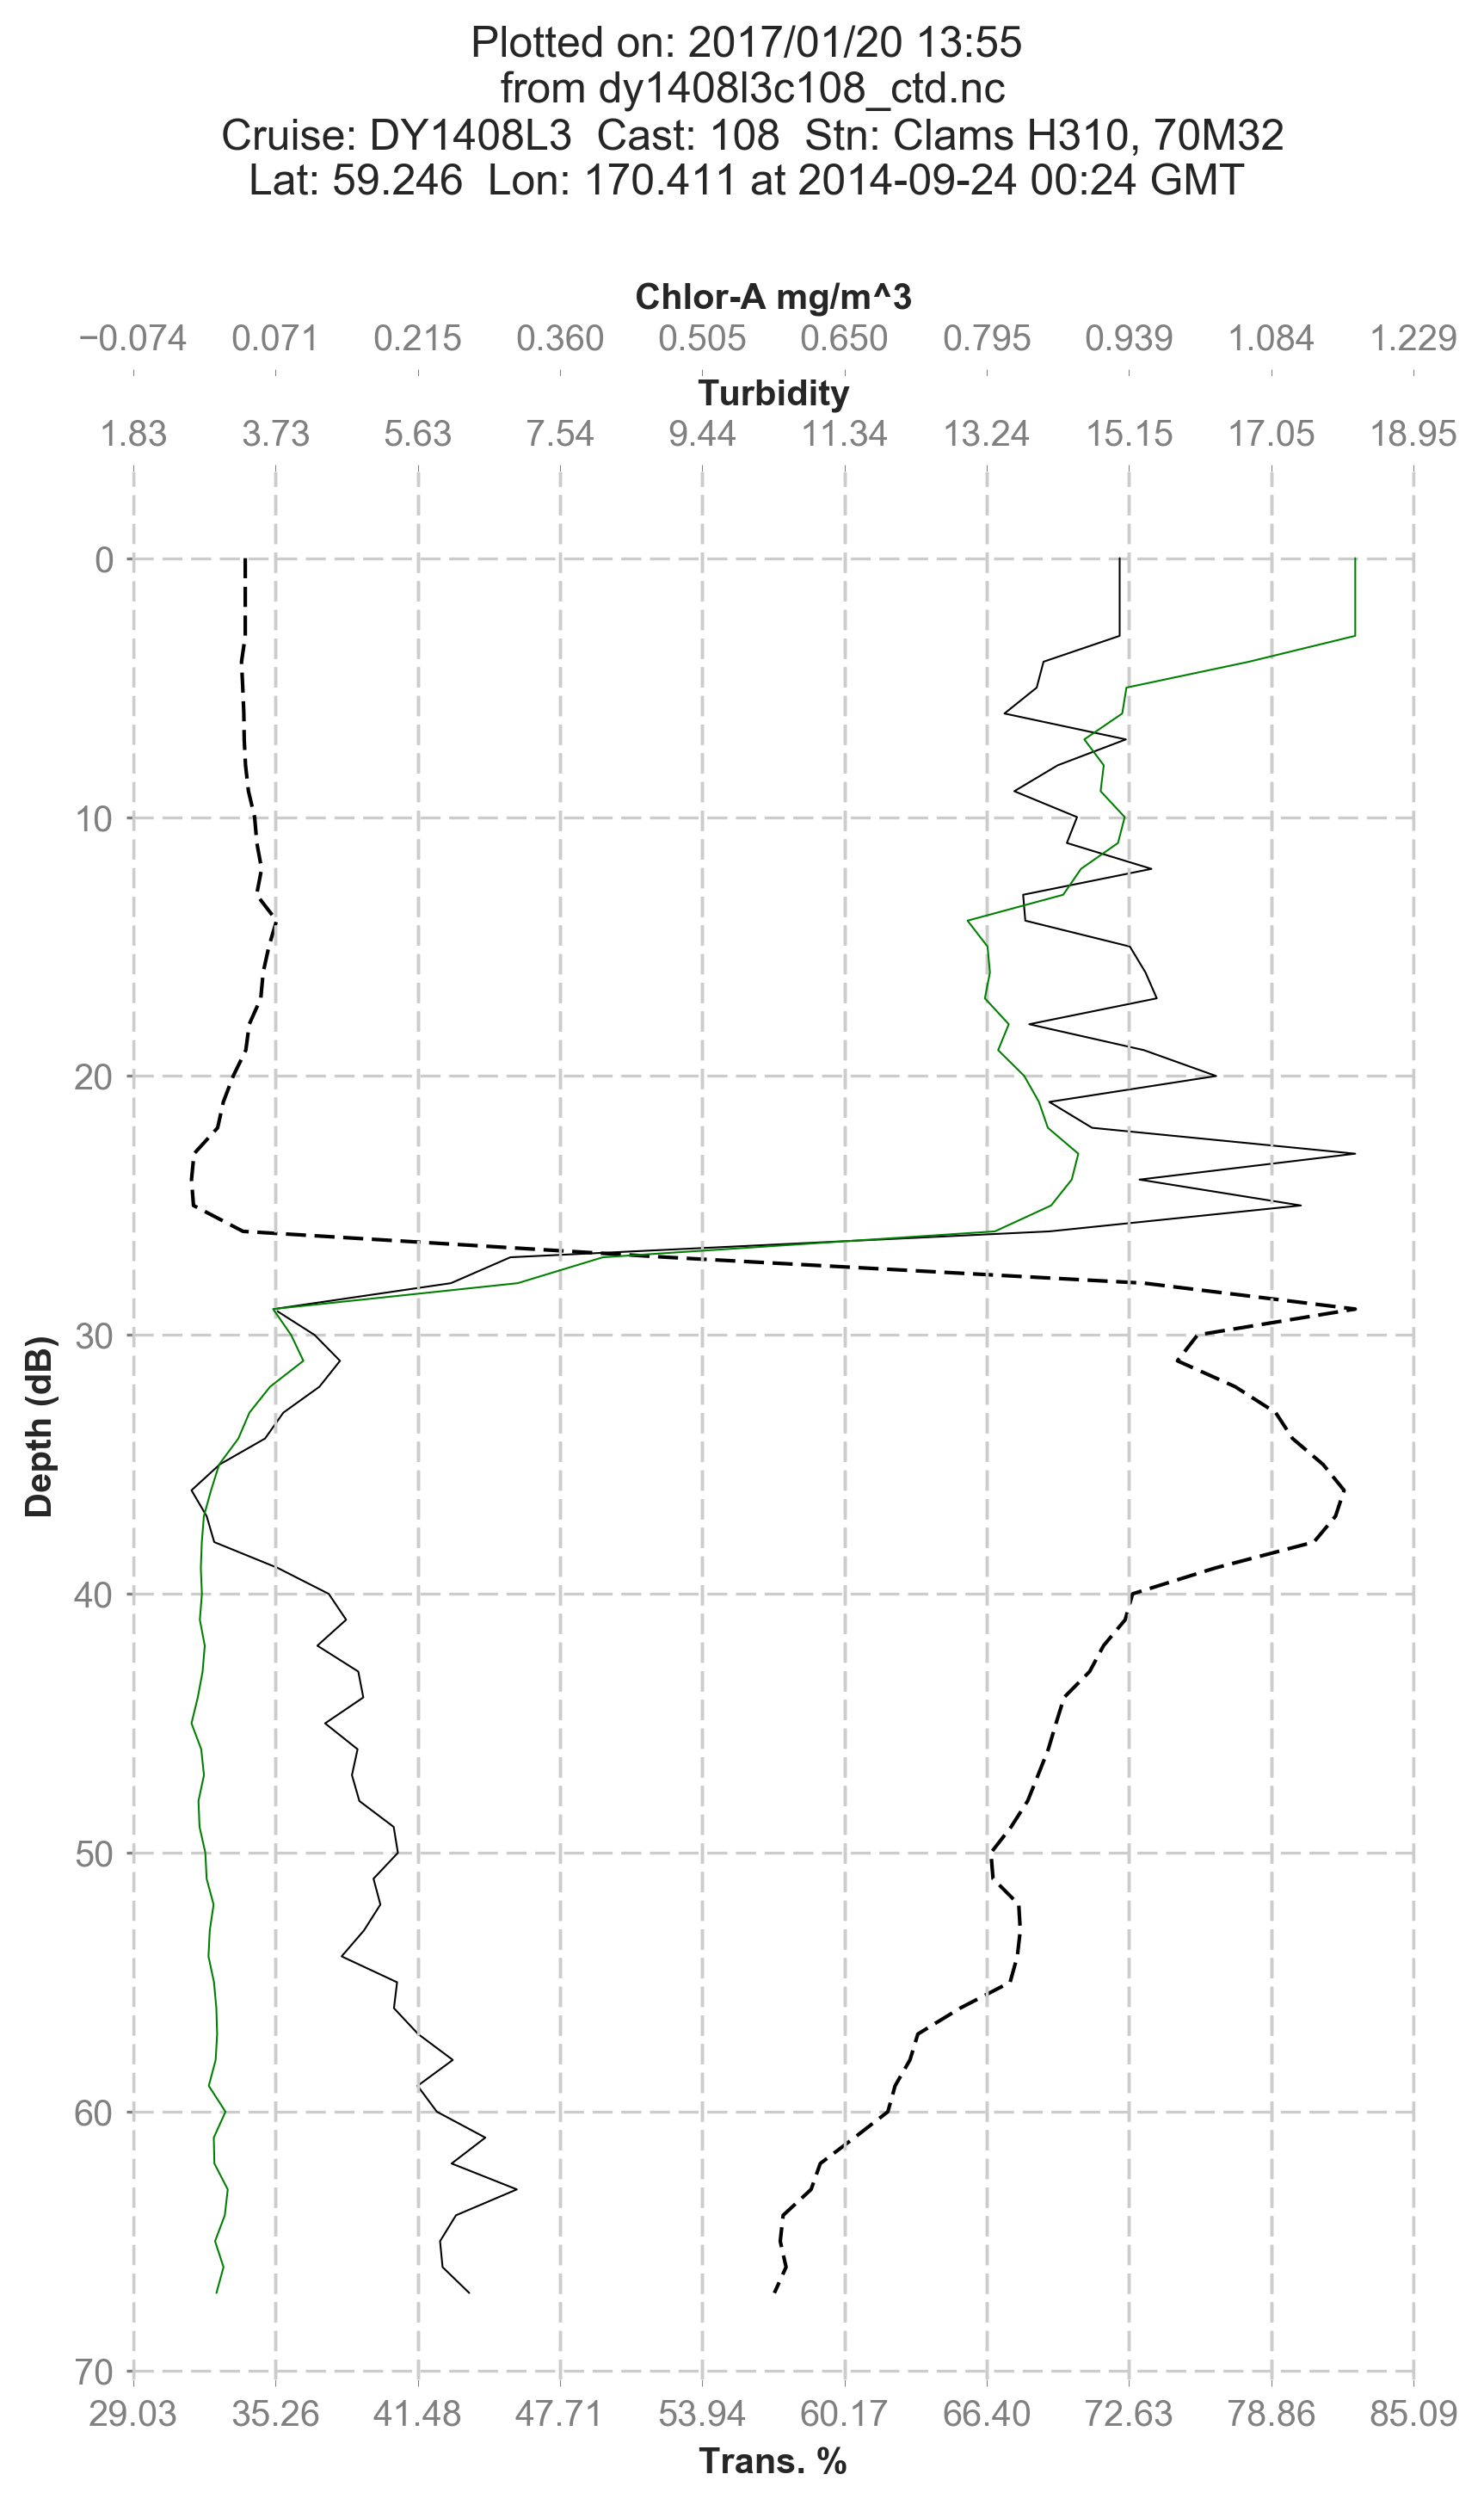 Plotted on: 2017/01/20 13:55
from dy1408l3c108_ctd.nc
Cruise: DY1408L3  Cast: 108  Stn: Clams H310, 70M32
Lat: 59.246  Lon: 170.411 at 2014-09-24 00:24 GMT
Chlor-A mg/m^3
−0.074 0.071 0.215 0.360 0.505 0.650 0.795 0.939 1.084 1.229
Turbidity
1.83 3.73 5.63 7.54 9.44 11.34 13.24 15.15 17.05 18.95
0
10
20
30
40
50
60
70
Depth (dB)
29.03 35.26 41.48 47.71 53.94 60.17 66.40 72.63 78.86 85.09
Trans. %